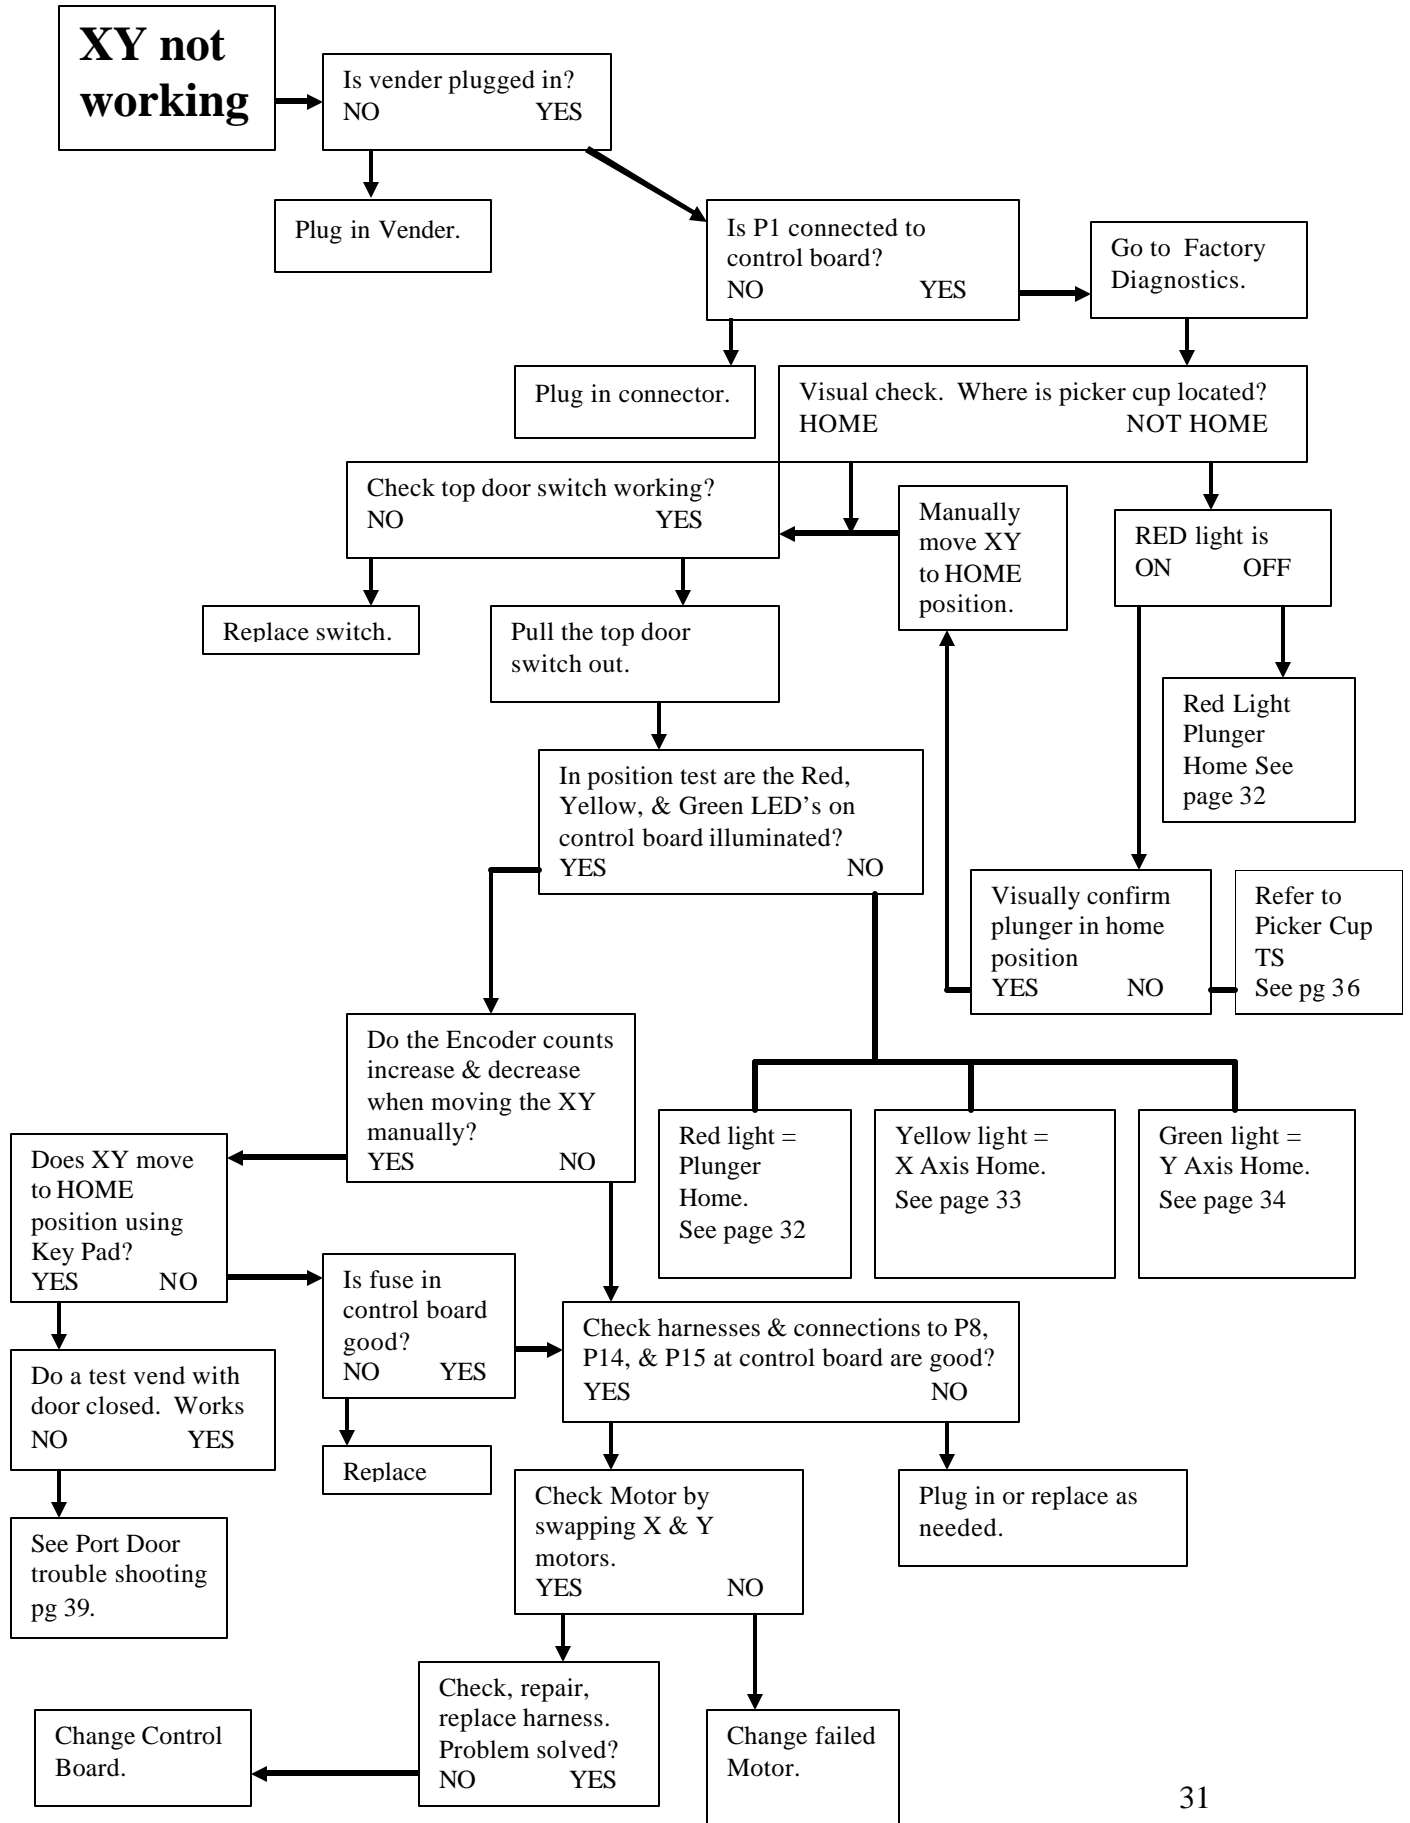 XY not
working
Is vender plugged in?
NO YES
Plug in Vender.
Is P1 connected to
control board?
NO YES
Go to Factory
Diagnostics.
Plug in connector.
Visual check. Where is picker cup located?
HOME NOT HOME
Check top door switch working?
NO YES
Manually
move XY
to HOME
position.
RED light is
ON OFF
Replace switch.
Pull the top door
switch out.
Red Light
Plunger
Home See
page 32
In position test are the Red,
Yellow, & Green LED’s on
control board illuminated?
YES NO
Visually confirm
plunger in home
position
YES NO
Refer to
Picker Cup
TS
See pg 36
Do the Encoder counts
increase & decrease
when moving the XY
manually?
YES NO
Red light =
Plunger
Home.
See page 32
Yellow light =
X Axis Home.
See page 33
Green light =
Y Axis Home.
See page 34
Does XY move
to HOME
position using
Key Pad?
YES NO
Is fuse in
control board
good?
NO YES
Check harnesses & connections to P8,
P14, & P15 at control board are good?
YES NO
Do a test vend with
door closed. Works
NO YES
Replace
Check Motor by
swapping X & Y
motors.
YES NO
Plug in or replace as
needed.
See Port Door
trouble shooting
pg 39.
Check, repair,
replace harness.
Problem solved?
NO YES
Change Control
Board.
Change failed
Motor.
31